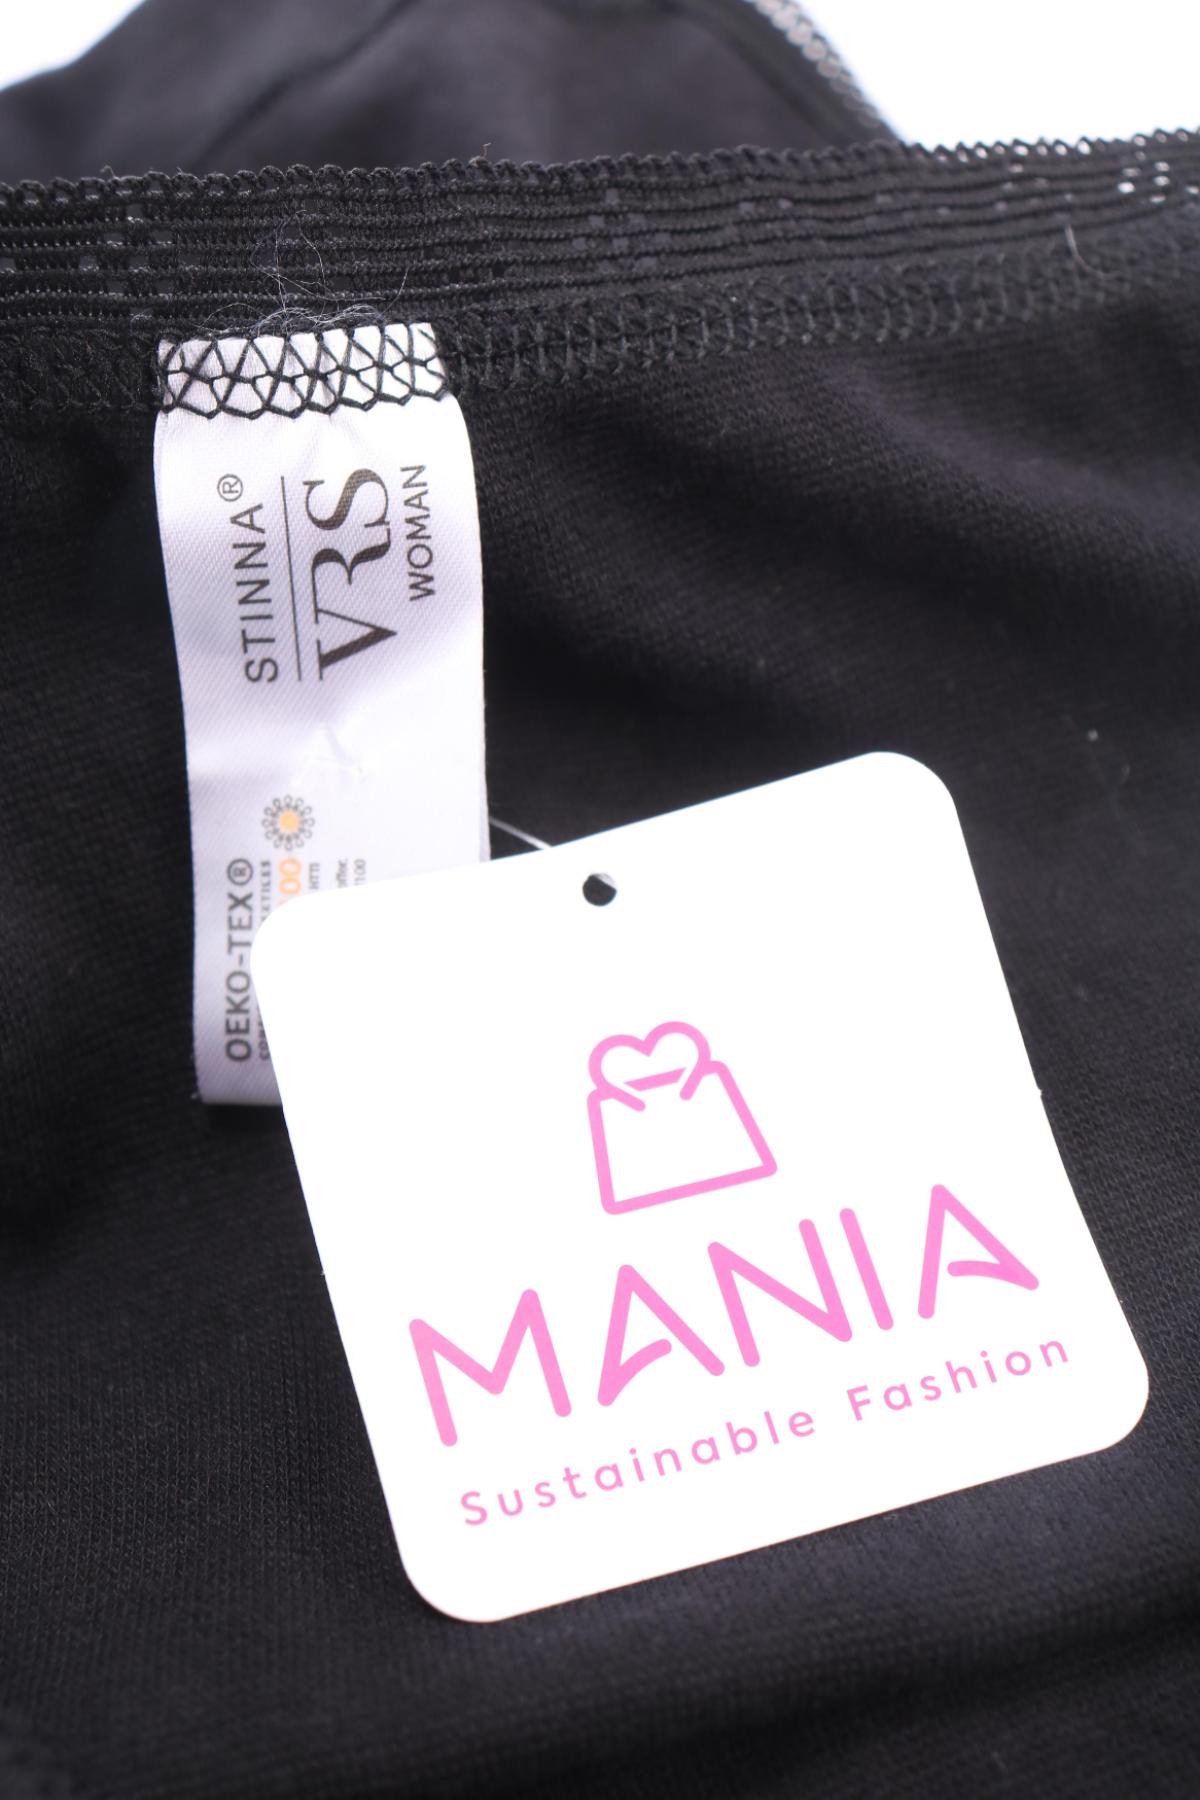 STINNA®
VRS
WOMAN
OEKO-TEX®
MANIA
Sustainable Fashion